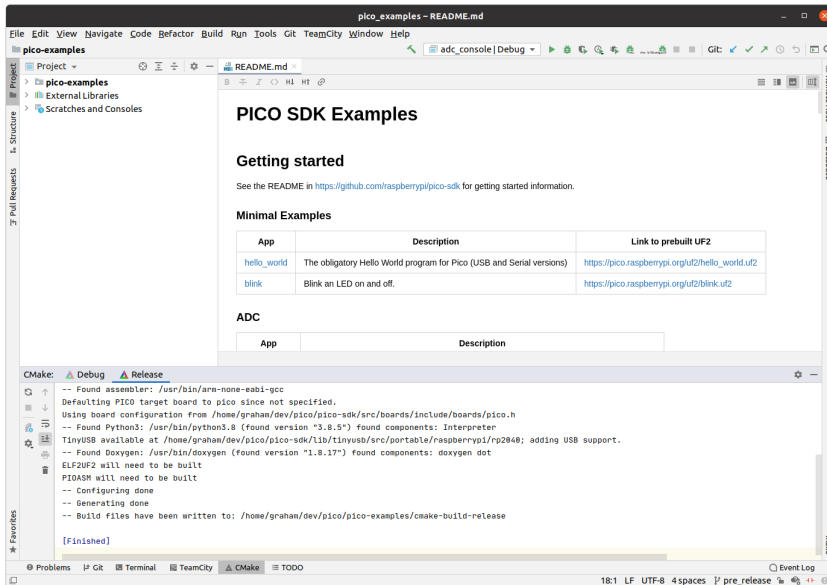 pico_examples – README.md
File Edit View Navigate Code Refactor Build Run Tools Git TeamCity Window Help
pico-examples
adc_console | Debug
Git:
Project
Project
README.md
pico-examples
External Libraries
Scratches and Consoles
Structure
Pull Requests
B I H↓ H↑
PICO SDK Examples
Getting started
See the README in https://github.com/raspberrypi/pico-sdk for getting started information.
Minimal Examples
App Description Link to prebuilt UF2
hello_world The obligatory Hello World program for Pico (USB and Serial versions) https://pico.raspberrypi.org/uf2/hello_world.uf2
blink Blink an LED on and off. https://pico.raspberrypi.org/uf2/blink.uf2
ADC
App Description
CMake: Debug Release
-- Found assembler: /usr/bin/arm-none-eabi-gcc
Defaulting PICO target board to pico since not specified.
Using board configuration from /home/graham/dev/pico/pico-sdk/src/boards/include/boards/pico.h
-- Found Python3: /usr/bin/python3.8 (found version "3.8.5") found components: Interpreter
TinyUSB available at /home/graham/dev/pico/pico-sdk/lib/tinyusb/src/portable/raspberrypi/rp2040; adding USB support.
-- Found Doxygen: /usr/bin/doxygen (found version "1.8.17") found components: doxygen dot
ELF2UF2 will need to be built
PIOASM will need to be built
-- Configuring done
-- Generating done
-- Build files have been written to: /home/graham/dev/pico/pico-examples/cmake-build-release
[Finished]
Favorites
Problems Git Terminal TeamCity CMake TODO Event Log
18:1 LF UTF-8 4 spaces pre_release